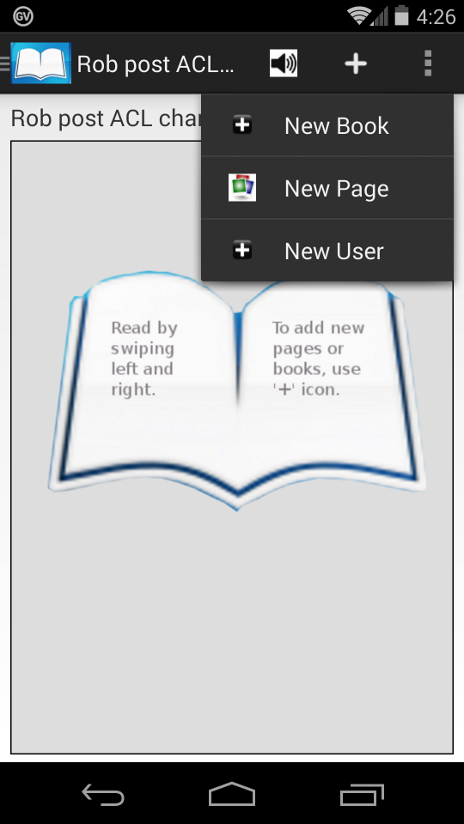 GV
4:26
Rob post ACL...
Rob post ACL char
New Book
New Page
New User
Read by
swiping
left and
right.
To add new
pages or
books, use
'+' icon.